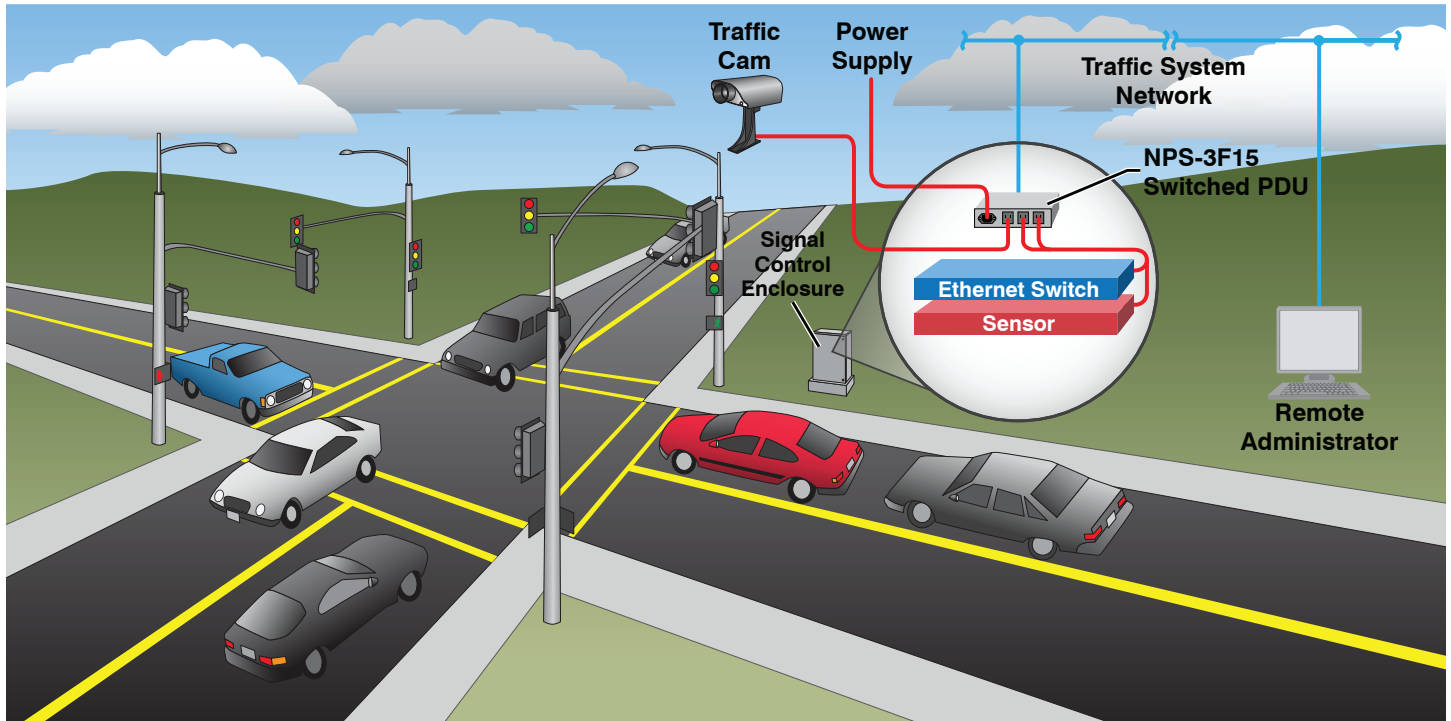 Traffic
Cam
Power
Supply
Traffic System
Network
NPS-3F15
Switched PDU
Signal
Control
Enclosure
Ethernet Switch
Sensor
Remote
Administrator